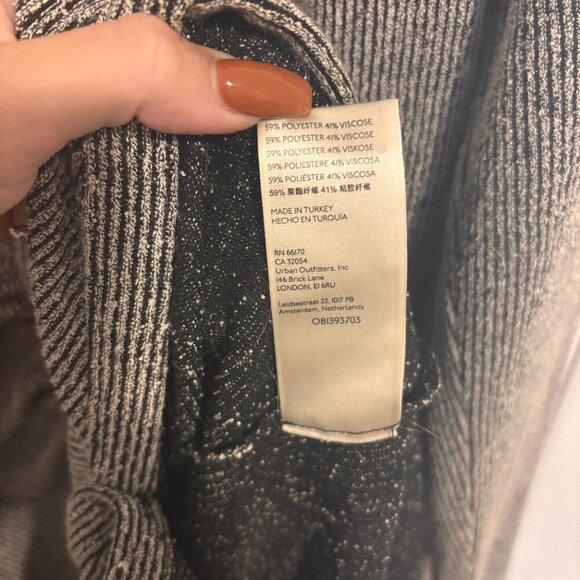 59% POLYESTER 41% VISCOSE
59% POLYESTER 41% VISCOSE
59% POLYESTER 41% VISKOSE
59% POLIESTERE 41% VISCOSA
59% POLIÉSTER 41% VISCOSA
59% 聚酯纤维 41% 粘胶纤维
MADE IN TURKEY
HECHO EN TURQUÍA
RN 66170
CA 32054
Urban Outfitters, Inc.
146 Brick Lane
LONDON, E1 6RU
Leidsestraat 32, 1017 PB
Amsterdam, Netherlands
OB1393703